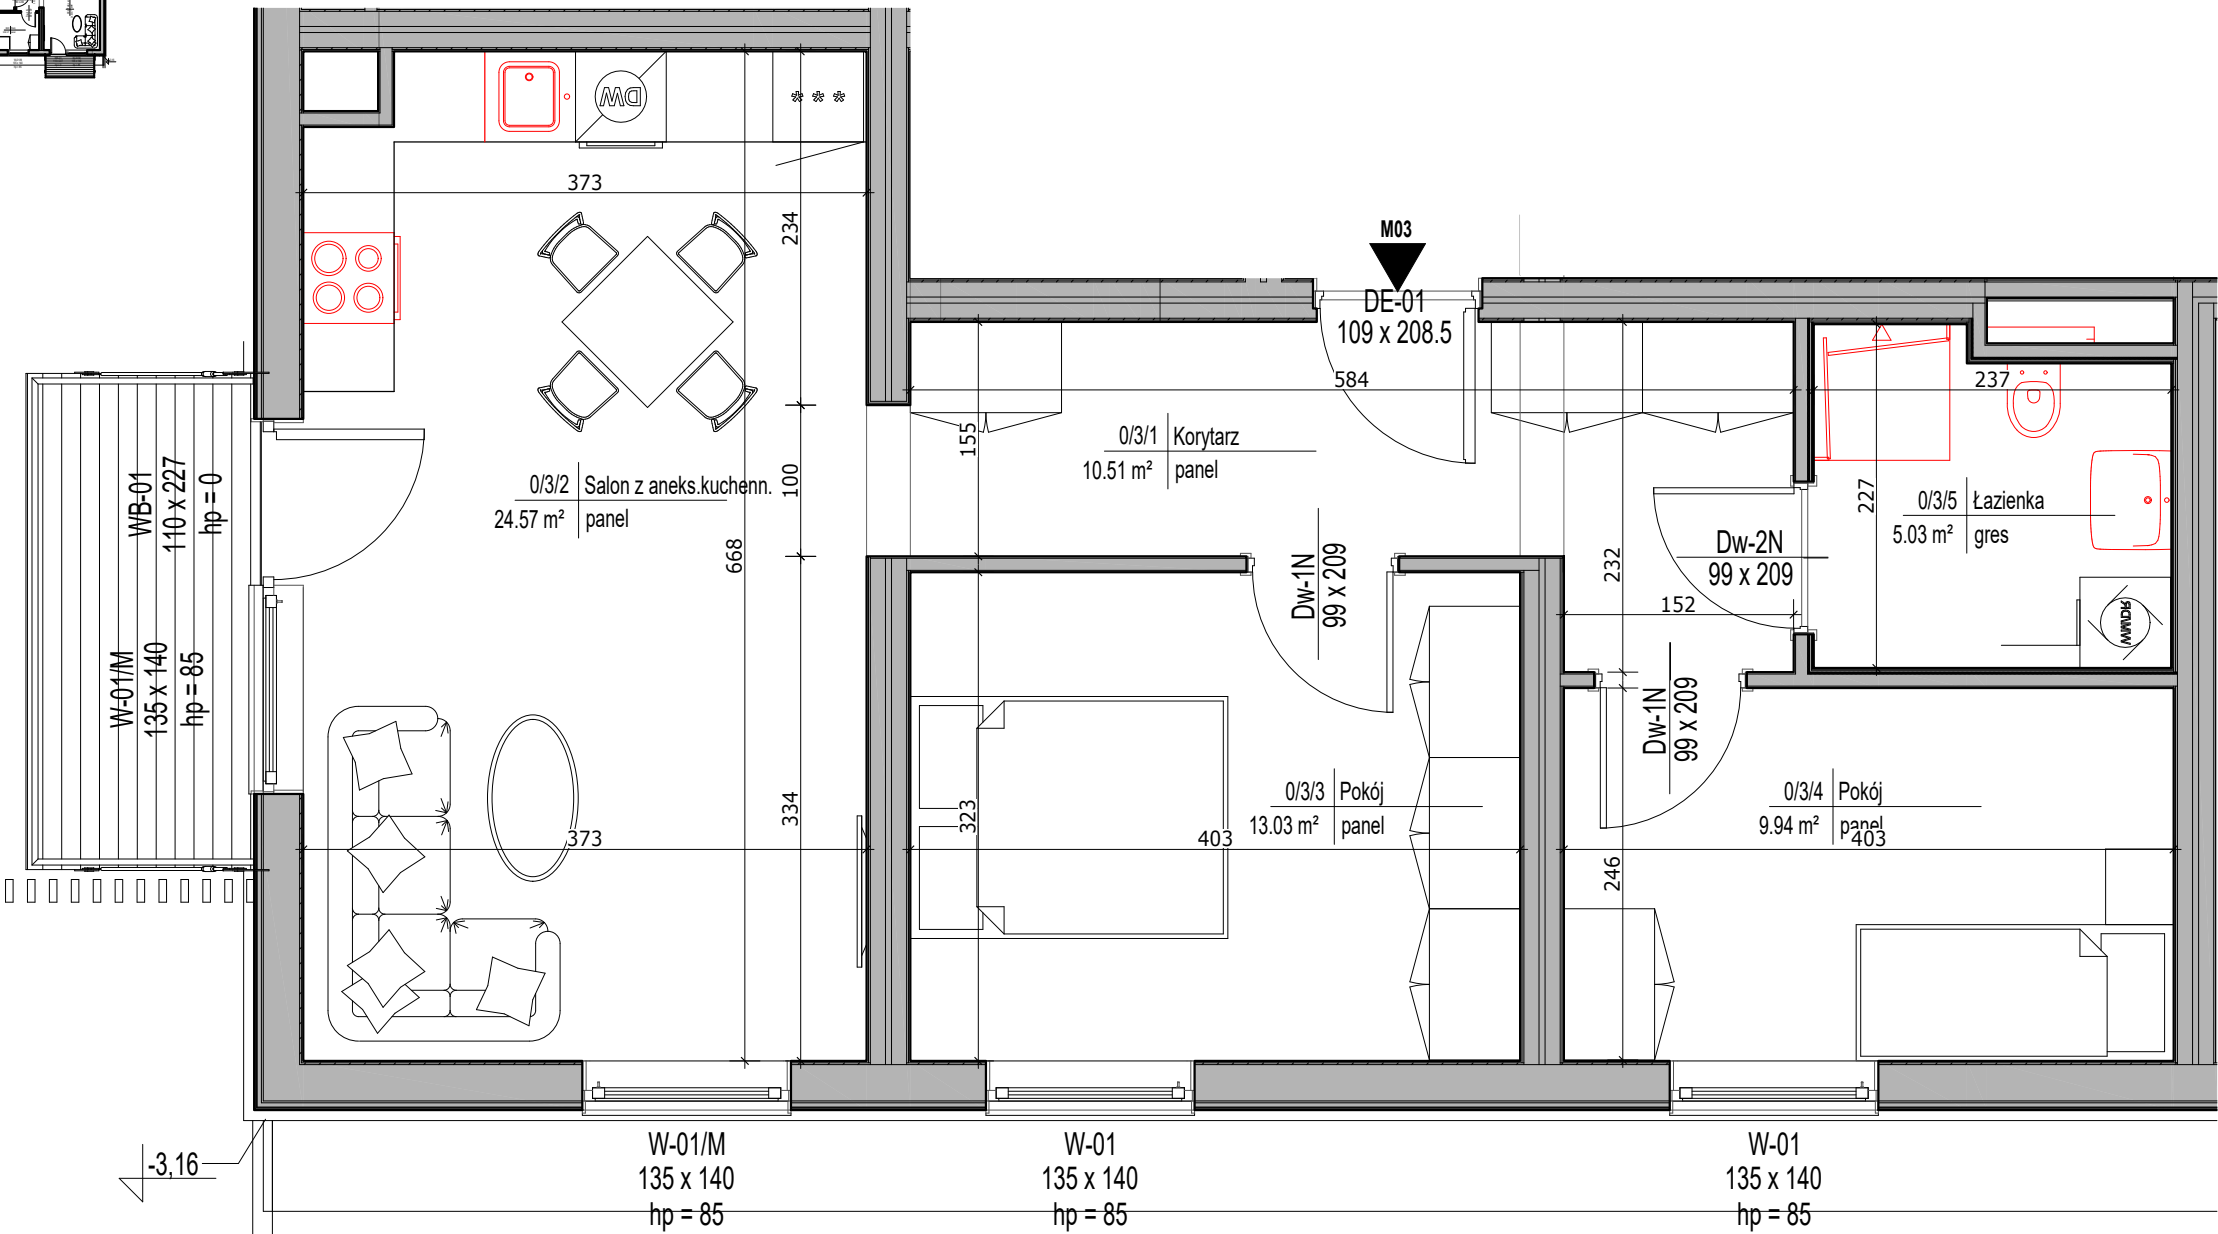 DW
* * *
373
234
M03
DE-01
109 x 208.5
584
237
0/3/1 Korytarz
10.51 m² panel
155
0/3/2 Salon z aneks.kuchenn.
24.57 m² panel
100
668
WB-01
110 x 227
hp = 0
227
0/3/5 Łazienka
5.03 m² gres
Dw-2N
99 x 209
232
152
Dw-1N
99 x 209
W-01/M
135 x 140
hp = 85
Dw-1N
99 x 209
334
323
373
0/3/3 Pokój
13.03 m² panel
403
0/3/4 Pokój
9.94 m² panel
403
246
-3,16
W-01/M
135 x 140
hp = 85
W-01
135 x 140
hp = 85
W-01
135 x 140
hp = 85